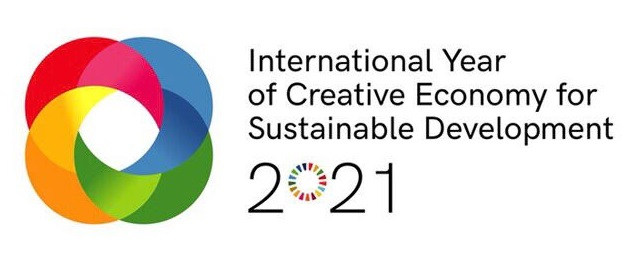 International Year
of Creative Economy for
Sustainable Development
2021